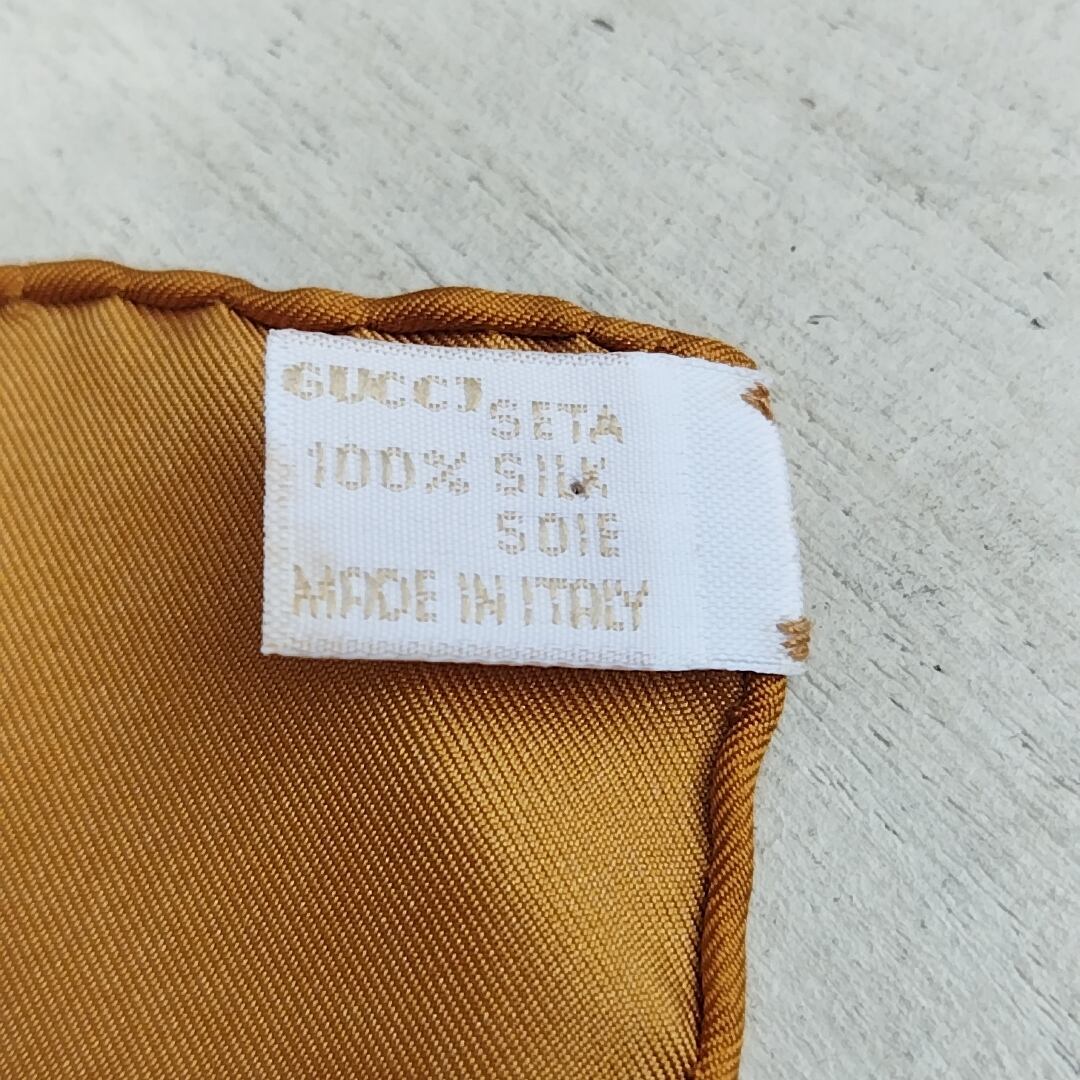 GUCCI
SETA
100% SILK
SOIE
MADE IN ITALY